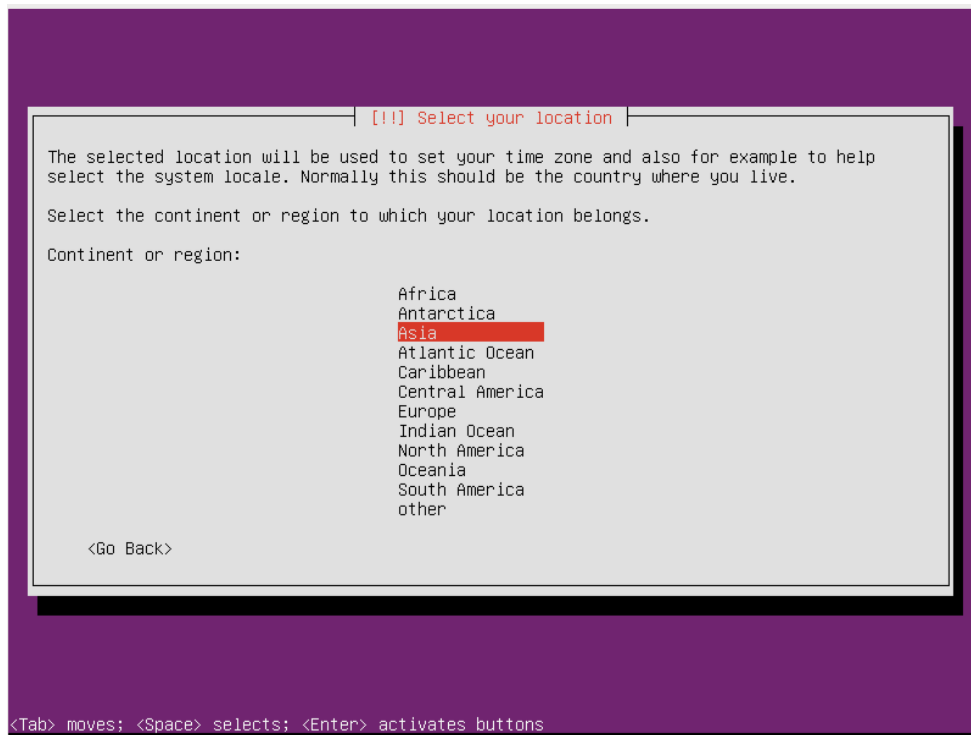 [!!] Select your location
The selected location will be used to set your time zone and also for example to help
select the system locale. Normally this should be the country where you live.
Select the continent or region to which your location belongs.
Continent or region:
Africa
Antarctica
Asia
Atlantic Ocean
Caribbean
Central America
Europe
Indian Ocean
North America
Oceania
South America
other
<Go Back>
<Tab> moves; <Space> selects; <Enter> activates buttons